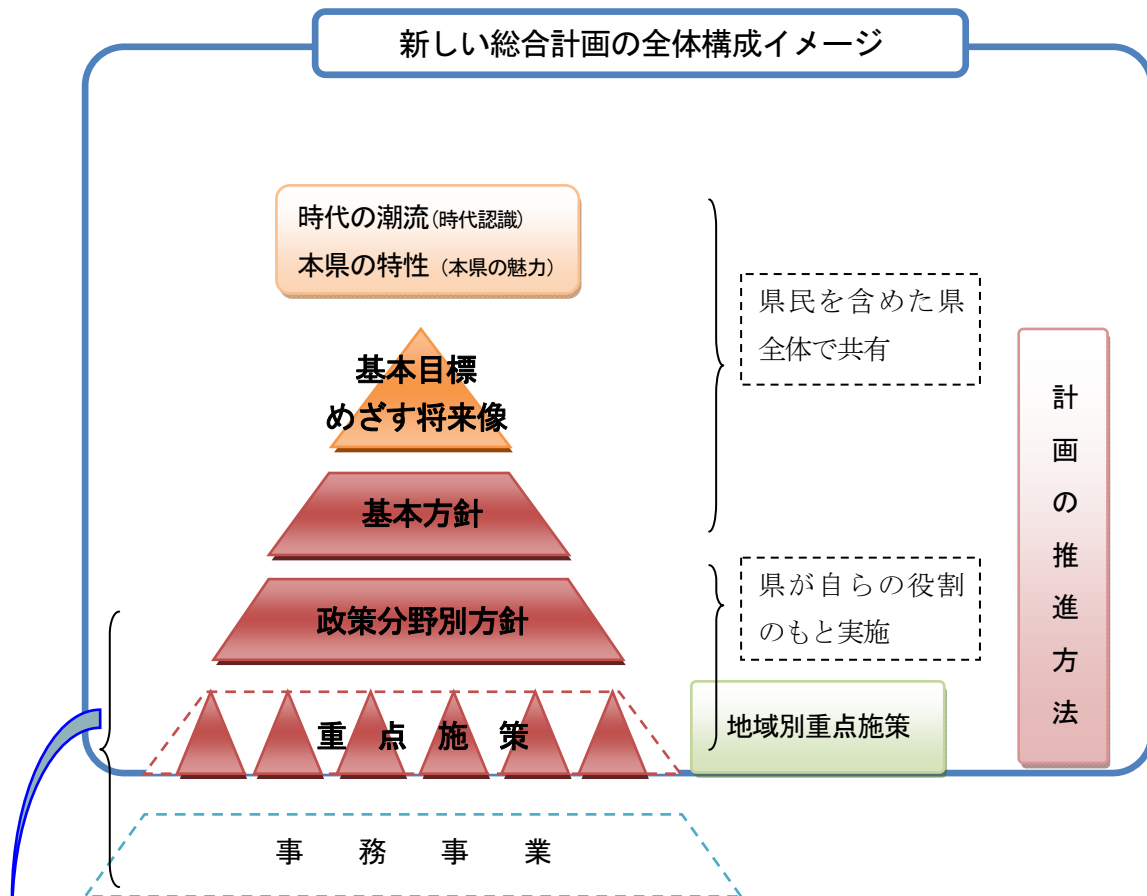 新しい総合計画の全体構成イメージ
時代の潮流(時代認識)
本県の特性（本県の魅力）
県民を含めた県
全体で共有
基本目標
めざす将来像
基本方針
政策分野別方針
県が自らの役割
のもと実施
重点施策
地域別重点施策
計画の推進方法
事務事業